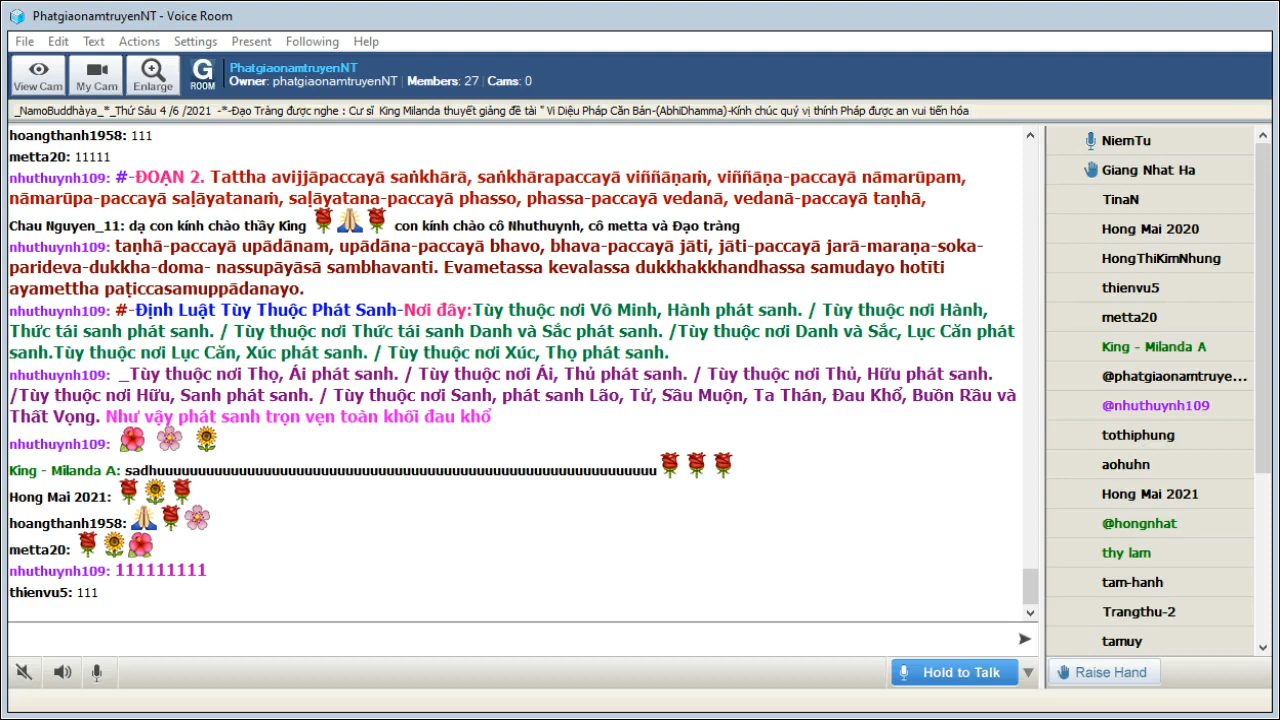 PhatgiaonamtruyenNT - Voice Room
File Edit Text Actions Settings Present Following Help
View Cam My Cam Enlarge G ROOM
PhatgiaonamtruyenNT
Owner: phatgiaonamtruyenNT | Members: 27 | Cams: 0
_NamoBuddhàya_*_Thứ Sáu 4 /6 /2021 -*-Đạo Tràng được nghe : Cư sĩ King Milanda thuyết giảng đề tài " Vi Diệu Pháp Căn Bản-(AbhiDhamma)-Kính chúc quý vị thính Pháp được an vui tiến hóa
hoangthanh1958: 111
metta20: 11111
nhuthuynh109: #-ĐOẠN 2. Tattha avijjāpaccayā saṅkhārā, saṅkhārapaccayā viññāṇaṁ, viññāṇa-paccayā nāmarūpam,
nāmarūpa-paccayā saḷāyatanaṁ, saḷāyatana-paccayā phasso, phassa-paccayā vedanā, vedanā-paccayā taṇhā,
Chau Nguyen_11: dạ con kính chào thầy King 🌹🙏🌹 con kính chào cô Nhuthuynh, cô metta và Đạo tràng
nhuthuynh109: taṇhā-paccayā upādānam, upādāna-paccayā bhavo, bhava-paccayā jāti, jāti-paccayā jarā-maraṇa-soka-
parideva-dukkha-doma- nassupāyāsā sambhavanti. Evametassa kevalassa dukkhakkhandhassa samudayo hotīti
ayamettha paṭiccasamuppādanayo.
nhuthuynh109: #-Định Luật Tùy Thuộc Phát Sanh-Nơi đây:Tùy thuộc nơi Vô Minh, Hành phát sanh. / Tùy thuộc nơi Hành,
Thức tái sanh phát sanh. / Tùy thuộc nơi Thức tái sanh Danh và Sắc phát sanh. /Tùy thuộc nơi Danh và Sắc, Lục Căn phát
sanh.Tùy thuộc nơi Lục Căn, Xúc phát sanh. / Tùy thuộc nơi Xúc, Thọ phát sanh.
nhuthuynh109: _Tùy thuộc nơi Thọ, Ái phát sanh. / Tùy thuộc nơi Ái, Thủ phát sanh. / Tùy thuộc nơi Thủ, Hữu phát sanh.
/Tùy thuộc nơi Hữu, Sanh phát sanh. / Tùy thuộc nơi Sanh, phát sanh Lão, Tử, Sầu Muộn, Ta Thán, Đau Khổ, Buồn Rầu và
Thất Vọng. Như vậy phát sanh trọn vẹn toàn khối đau khổ
nhuthuynh109: 🌺 🌸 🌻
King - Milanda A: sadhuuuuuuuuuuuuuuuuuuuuuuuuuuuuuuuuuuuuuuuuuuuuuuuuuuuuuuuuuuuuu 🌹 🌹 🌹
Hong Mai 2021: 🌹🌻🌹
hoangthanh1958: 🙏🌹🌸
metta20: 🌹🌻🌺
nhuthuynh109: 111111111
thienvu5: 111
Hold to Talk
NiemTu
Giang Nhat Ha
TinaN
Hong Mai 2020
HongThiKimNhung
thienvu5
metta20
King - Milanda A
@phatgiaonamtruye...
@nhuthuynh109
tothiphung
aohuhn
Hong Mai 2021
@hongnhat
thy lam
tam-hanh
Trangthu-2
tamuy
Raise Hand